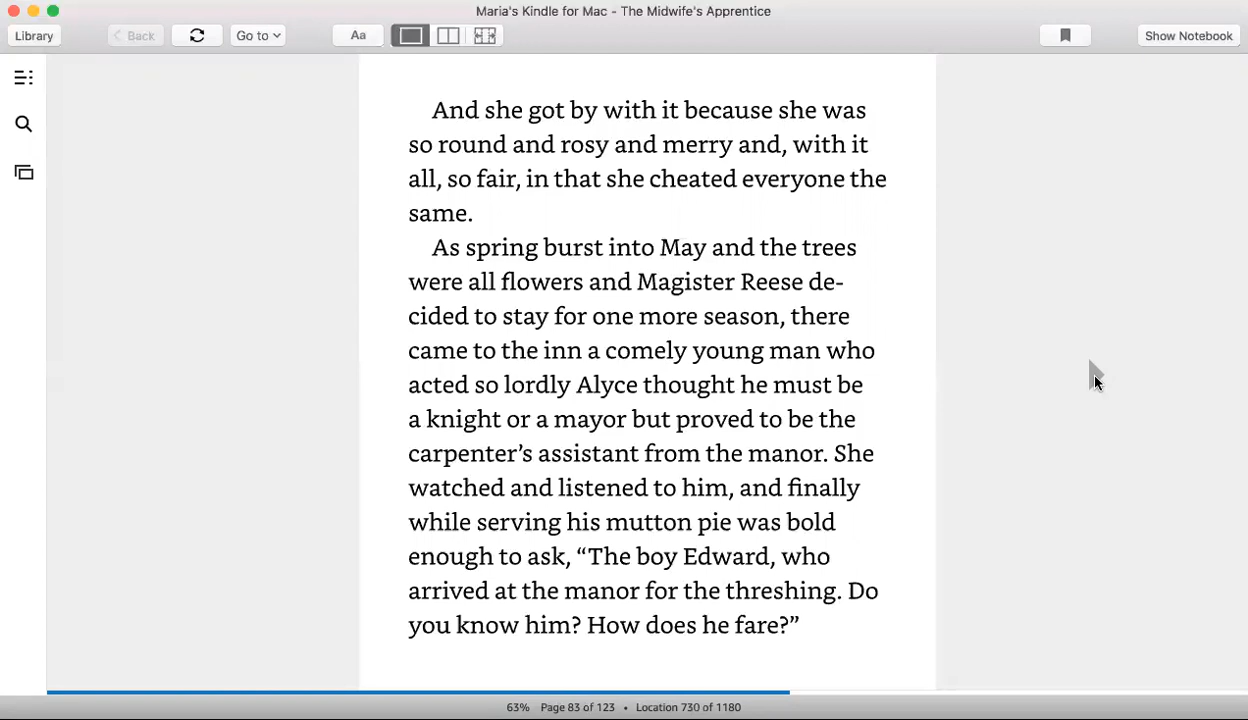 Maria's Kindle for Mac - The Midwife's Apprentice
Library
Back
Go to
Aa
Show Notebook
And she got by with it because she was
so round and rosy and merry and, with it
all, so fair, in that she cheated everyone the
same.
As spring burst into May and the trees
were all flowers and Magister Reese de-
cided to stay for one more season, there
came to the inn a comely young man who
acted so lordly Alyce thought he must be
a knight or a mayor but proved to be the
carpenter’s assistant from the manor. She
watched and listened to him, and finally
while serving his mutton pie was bold
enough to ask, “The boy Edward, who
arrived at the manor for the threshing. Do
you know him? How does he fare?”
63% Page 83 of 123 • Location 730 of 1180